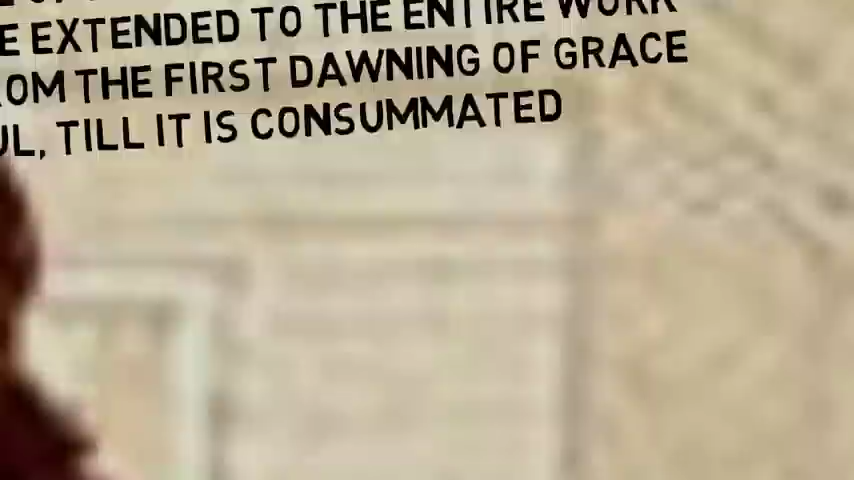 E EXTENDED TO THE ENTIRE WORK
OM THE FIRST DAWNING OF GRACE
UL, TILL IT IS CONSUMMATED